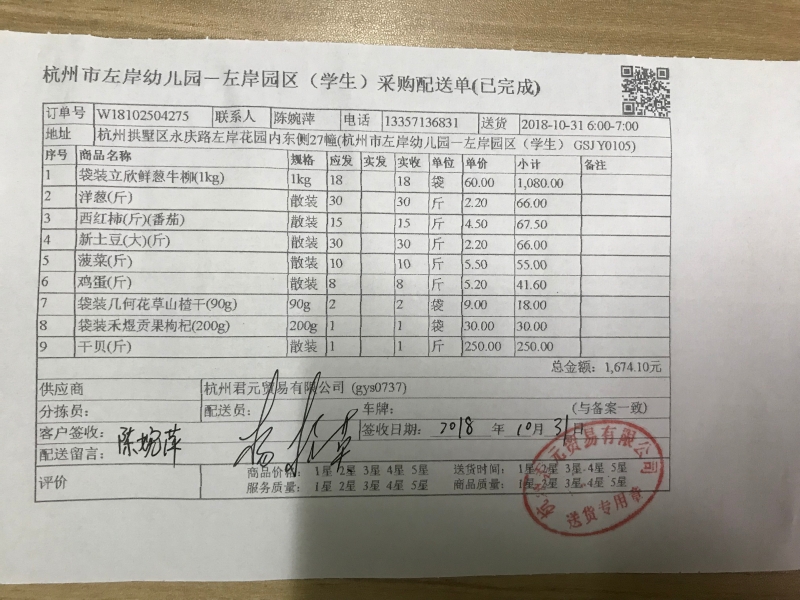 杭州市左岸幼儿园－左岸园区（学生）采购配送单(已完成)
订单号 W18102504275 联系人 陈婉萍 电话 13357136831 送货 2018-10-31 6:00-7:00
地址 杭州拱墅区永庆路左岸花园内东侧27幢(杭州市左岸幼儿园－左岸园区（学生） GSJY0105)
序号 商品名称 规格 应发 实发 实收 单位 单价 小计 备注
1 袋装立欣鲜葱牛柳(1kg) 1kg 18 18 袋 60.00 1,080.00
2 洋葱(斤) 散装 30 30 斤 2.20 66.00
3 西红柿(斤)(番茄) 散装 15 15 斤 4.50 67.50
4 新土豆(大)(斤) 散装 30 30 斤 2.20 66.00
5 菠菜(斤) 散装 10 10 斤 5.50 55.00
6 鸡蛋(斤) 散装 8 8 斤 5.20 41.60
7 袋装几何花草山楂干(90g) 90g 2 2 袋 9.00 18.00
8 袋装禾煜贡果枸杞(200g) 200g 1 1 袋 30.00 30.00
9 干贝(斤) 散装 1 1 斤 250.00 250.00
总金额：1,674.10元
供应商 杭州君元贸易有限公司 (gys0737)
分拣员： 配送员： 车牌： (与备案一致)
客户签收： 陈婉萍 签收日期： 2018 年 10 月 31 日
配送留言：
评价 商品价格： 1星 2星 3星 4星 5星 送货时间： 1星 2星 3星 4星 5星
服务质量： 1星 2星 3星 4星 5星 商品质量： 1星 2星 3星 4星 5星
元贸易有限公司
送货专用章